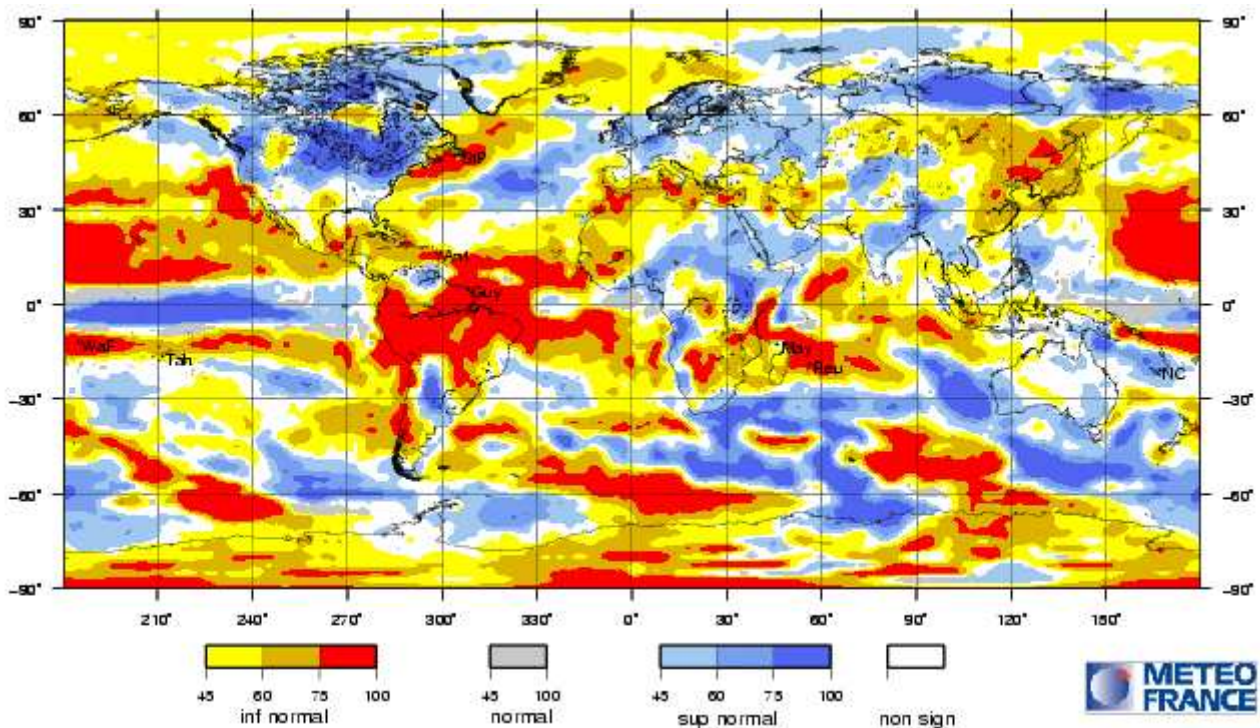 90° 90°
60° 60°
30° 30°
0° 0°
-30° -30°
-60° -60°
-90° -90°
SIP
Ant
Guy
WaF
Tah
May
Reu
NC
210° 240° 270° 300° 330° 0° 30° 60° 90° 120° 150°
45 60 75 100 45 100 45 60 75 100
inf normal normal sup normal non sign
METEO
FRANCE